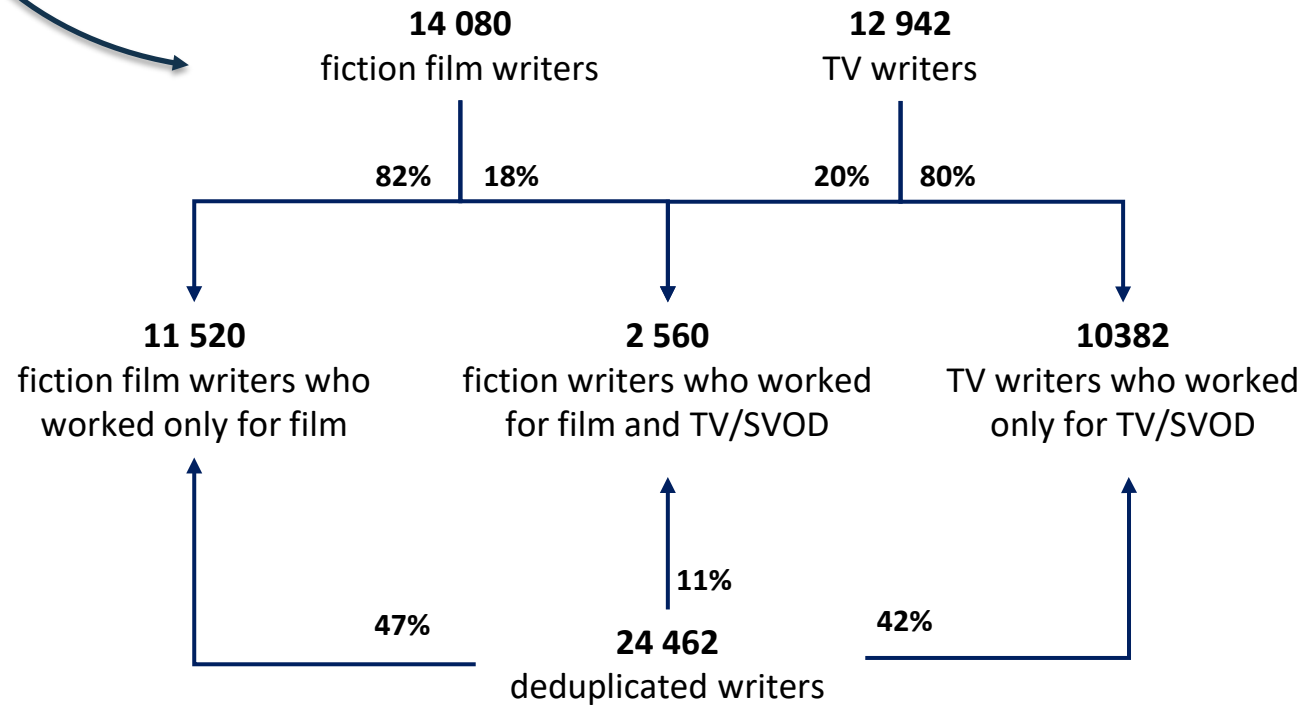 14 080
fiction film writers
12 942
TV writers
82%
18%
20%
80%
11 520
fiction film writers who
worked only for film
2 560
fiction writers who worked
for film and TV/SVOD
10382
TV writers who worked
only for TV/SVOD
47%
11%
42%
24 462
deduplicated writers